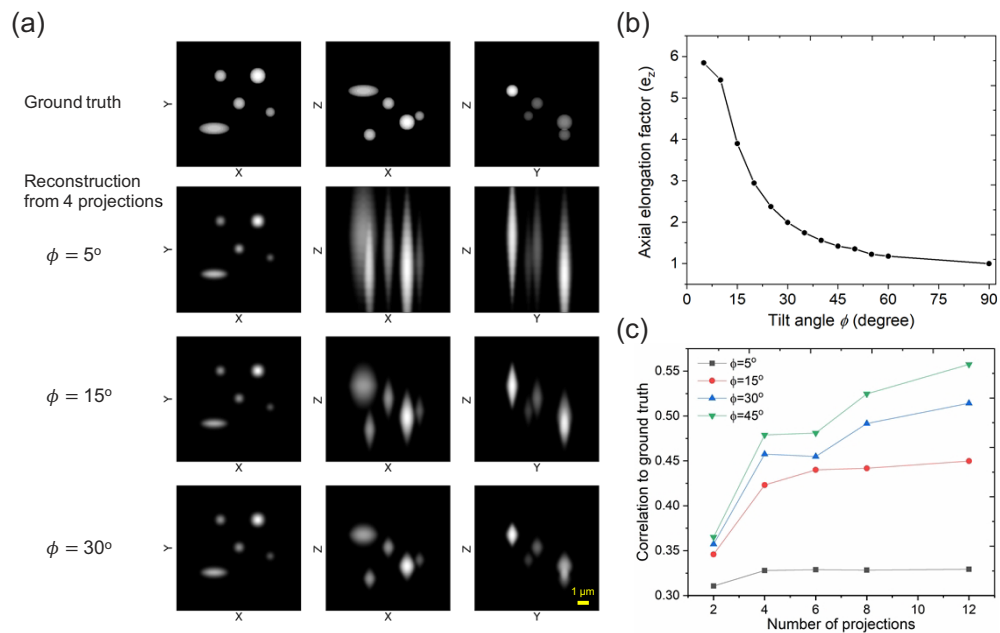 (a)
Ground truth
Y
X
Z
X
Z
Y
Reconstruction
from 4 projections
ϕ = 5°
Y
X
Z
X
Z
Y
ϕ = 15°
Y
X
Z
X
Z
Y
ϕ = 30°
Y
X
Z
X
Z
Y
1 µm
(b)
Axial elongation factor (e_z)
6
5
4
3
2
1
0 15 30 45 60 75 90
Tilt angle ϕ (degree)
(c)
Correlation to ground truth
0.55
0.50
0.45
0.40
0.35
0.30
ϕ=5°
ϕ=15°
ϕ=30°
ϕ=45°
2 4 6 8 10 12
Number of projections